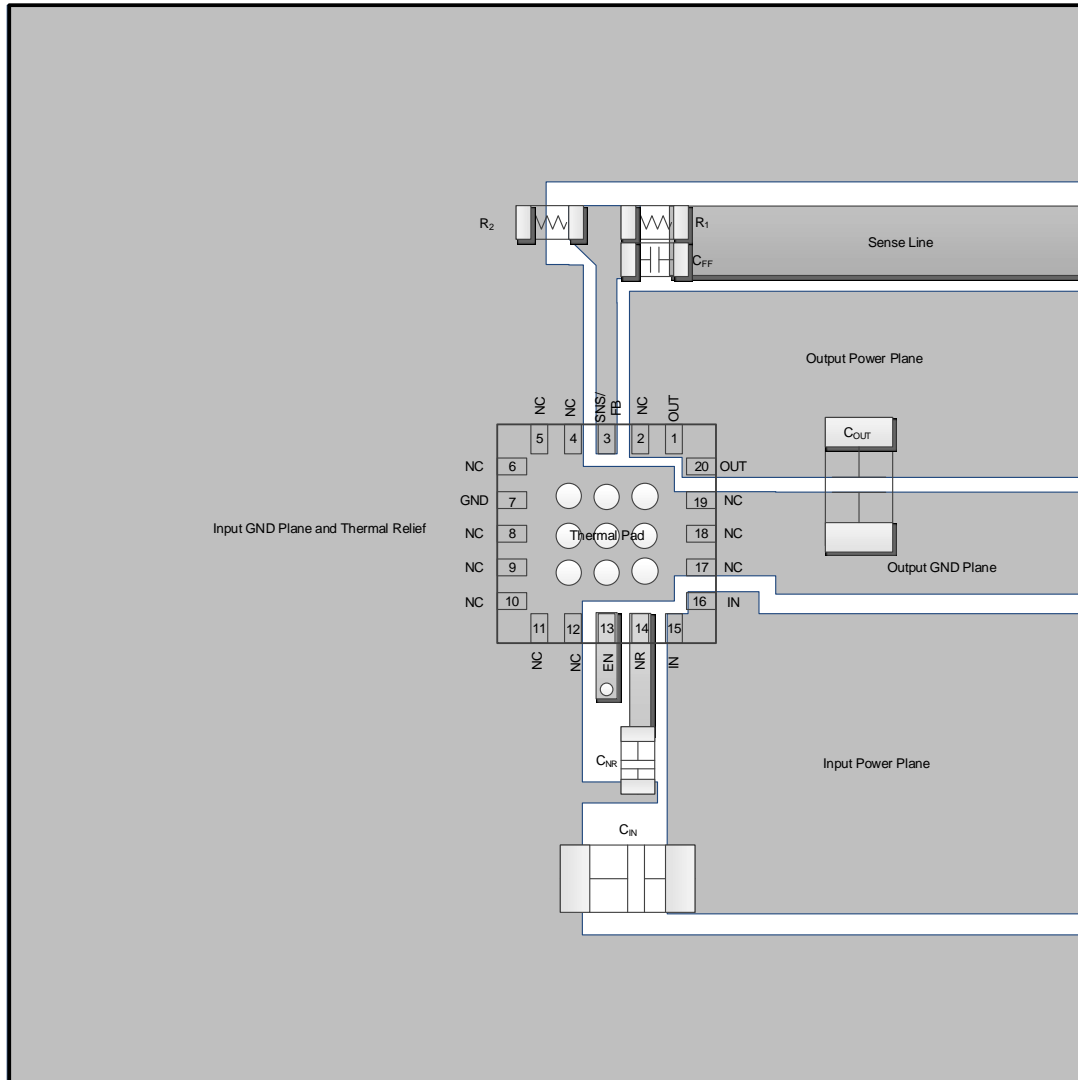 R2
R1
Sense Line
CFF
Output Power Plane
NC
NC
SNS/
FB
NC
OUT
COUT
5
4
3
2
1
NC
6
20
OUT
GND
7
19
NC
Input GND Plane and Thermal Relief
NC
8
Thermal Pad
18
NC
NC
9
17
NC
Output GND Plane
NC
10
16
IN
11
12
13
14
15
NC
NC
EN
NR
IN
CNR
Input Power Plane
CIN